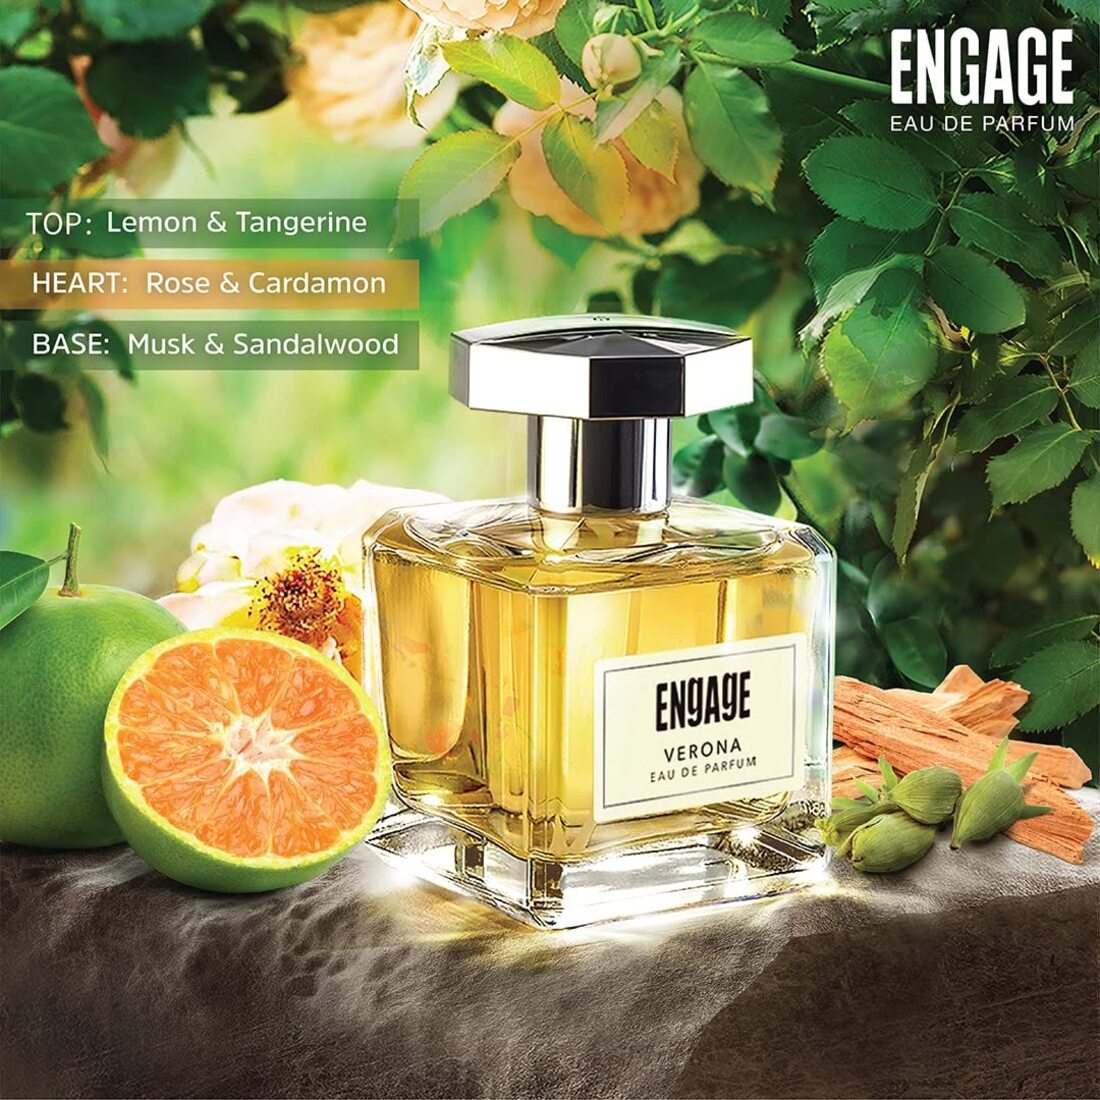 ENGAGE
EAU DE PARFUM
TOP: Lemon & Tangerine
HEART: Rose & Cardamon
BASE: Musk & Sandalwood
ENgAgE
VERONA
EAU DE PARFUM